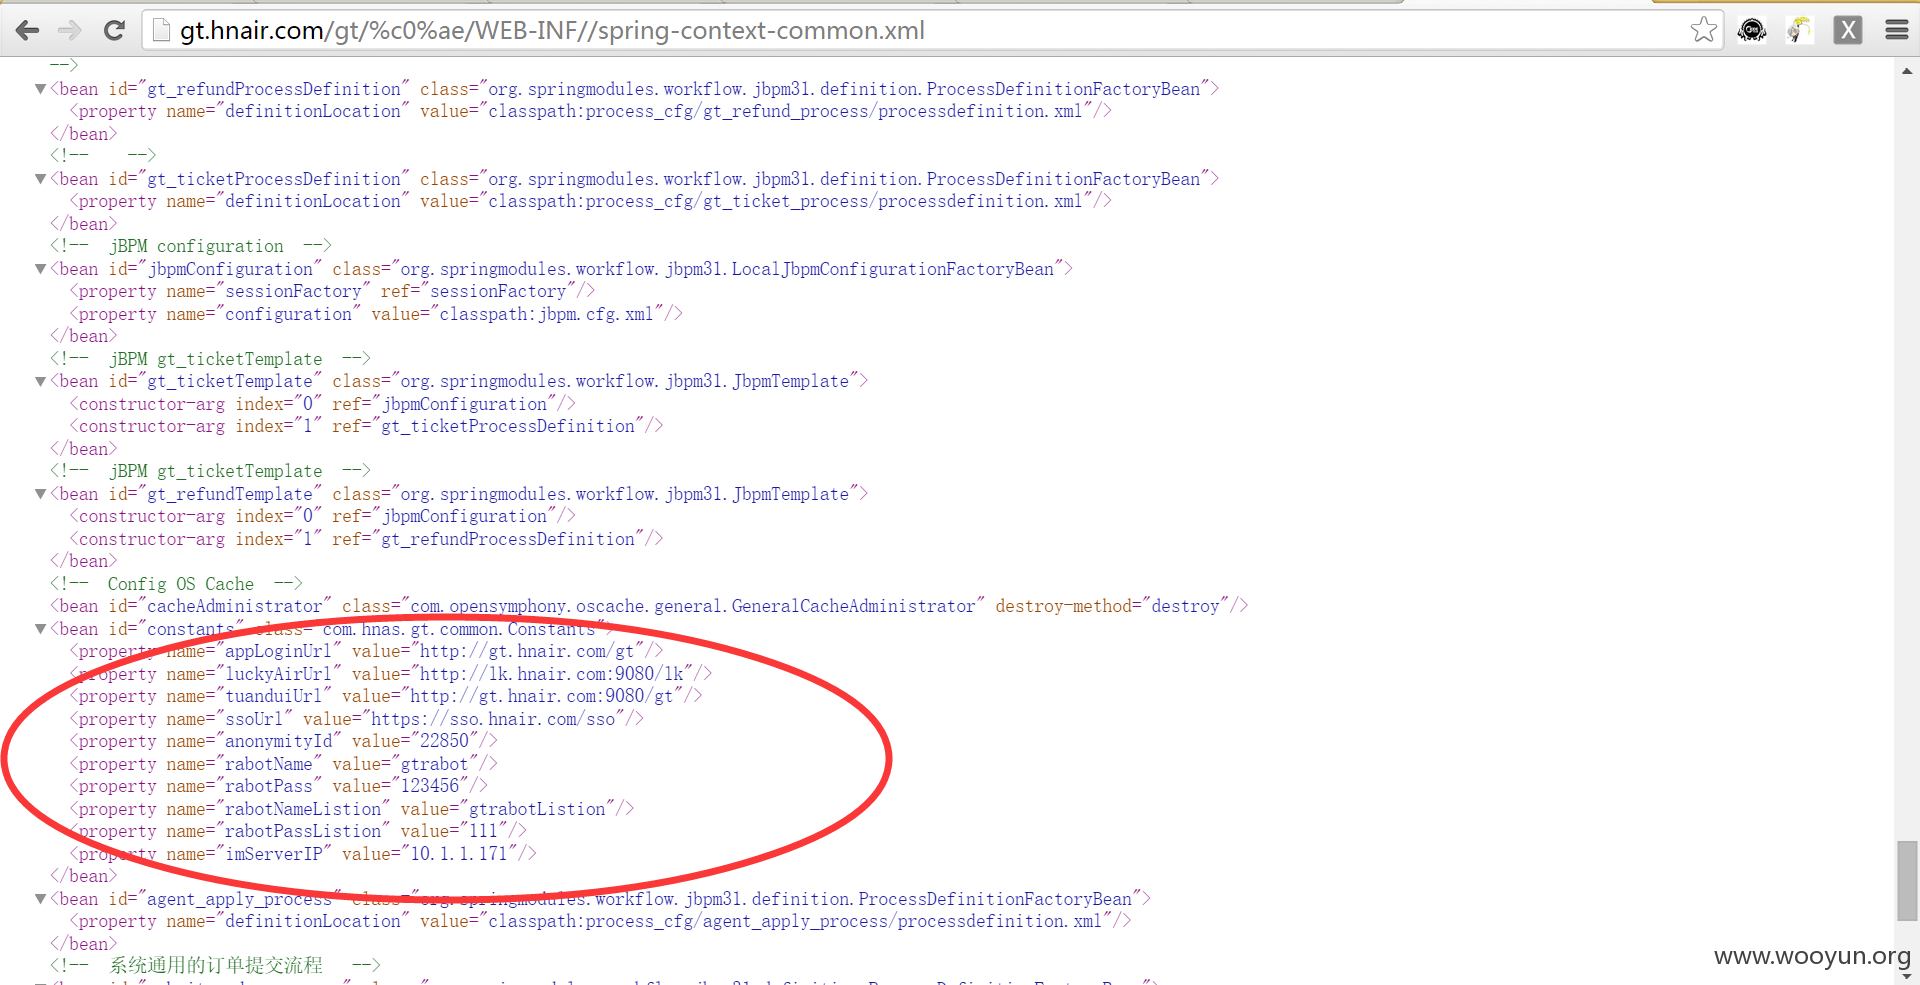 gt.hnair.com/gt/%c0%ae/WEB-INF//spring-context-common.xml
-->
▼<bean id="gt_refundProcessDefinition" class="org.springmodules.workflow.jbpm31.definition.ProcessDefinitionFactoryBean">
<property name="definitionLocation" value="classpath:process_cfg/gt_refund_process/processdefinition.xml"/>
</bean>
<!-- -->
▼<bean id="gt_ticketProcessDefinition" class="org.springmodules.workflow.jbpm31.definition.ProcessDefinitionFactoryBean">
<property name="definitionLocation" value="classpath:process_cfg/gt_ticket_process/processdefinition.xml"/>
</bean>
<!-- jBPM configuration -->
▼<bean id="jbpmConfiguration" class="org.springmodules.workflow.jbpm31.LocalJbpmConfigurationFactoryBean">
<property name="sessionFactory" ref="sessionFactory"/>
<property name="configuration" value="classpath:jbpm.cfg.xml"/>
</bean>
<!-- jBPM gt_ticketTemplate -->
▼<bean id="gt_ticketTemplate" class="org.springmodules.workflow.jbpm31.JbpmTemplate">
<constructor-arg index="0" ref="jbpmConfiguration"/>
<constructor-arg index="1" ref="gt_ticketProcessDefinition"/>
</bean>
<!-- jBPM gt_ticketTemplate -->
▼<bean id="gt_refundTemplate" class="org.springmodules.workflow.jbpm31.JbpmTemplate">
<constructor-arg index="0" ref="jbpmConfiguration"/>
<constructor-arg index="1" ref="gt_refundProcessDefinition"/>
</bean>
<!-- Config OS Cache -->
<bean id="cacheAdministrator" class="com.opensymphony.oscache.general.GeneralCacheAdministrator" destroy-method="destroy"/>
▼<bean id="constants" class="com.hnas.gt.common.Constants">
<property name="appLoginUrl" value="http://gt.hnair.com/gt"/>
<property name="luckyAirUrl" value="http://lk.hnair.com:9080/lk"/>
<property name="tuanduiUrl" value="http://gt.hnair.com:9080/gt"/>
<property name="ssoUrl" value="https://sso.hnair.com/sso"/>
<property name="anonymityId" value="22850"/>
<property name="rabotName" value="gtrabot"/>
<property name="rabotPass" value="123456"/>
<property name="rabotNameListion" value="gtrabotListion"/>
<property name="rabotPassListion" value="111"/>
<property name="imServerIP" value="10.1.1.171"/>
</bean>
▼<bean id="agent_apply_process" class="org.springmodules.workflow.jbpm31.definition.ProcessDefinitionFactoryBean">
<property name="definitionLocation" value="classpath:process_cfg/agent_apply_process/processdefinition.xml"/>
</bean>
<!-- 系统通用的订单提交流程 -->
www.wooyun.org